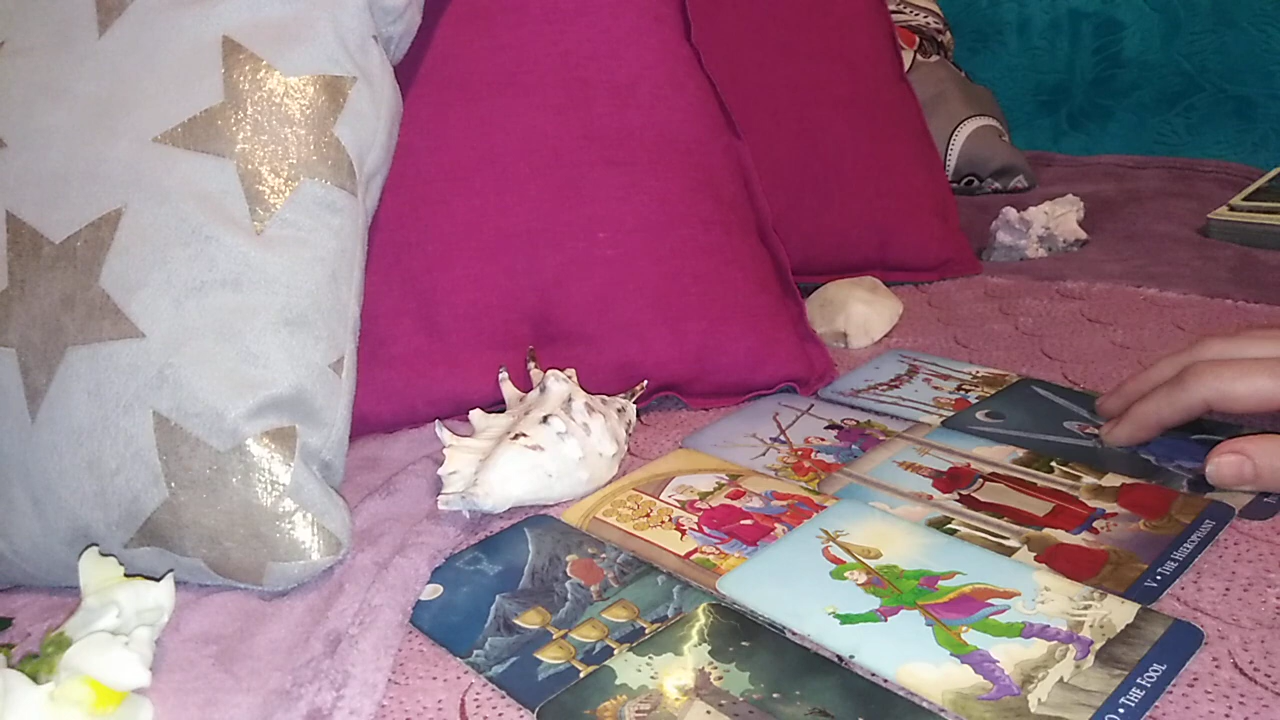 V • THE HIEROPHANT
0 • THE FOOL